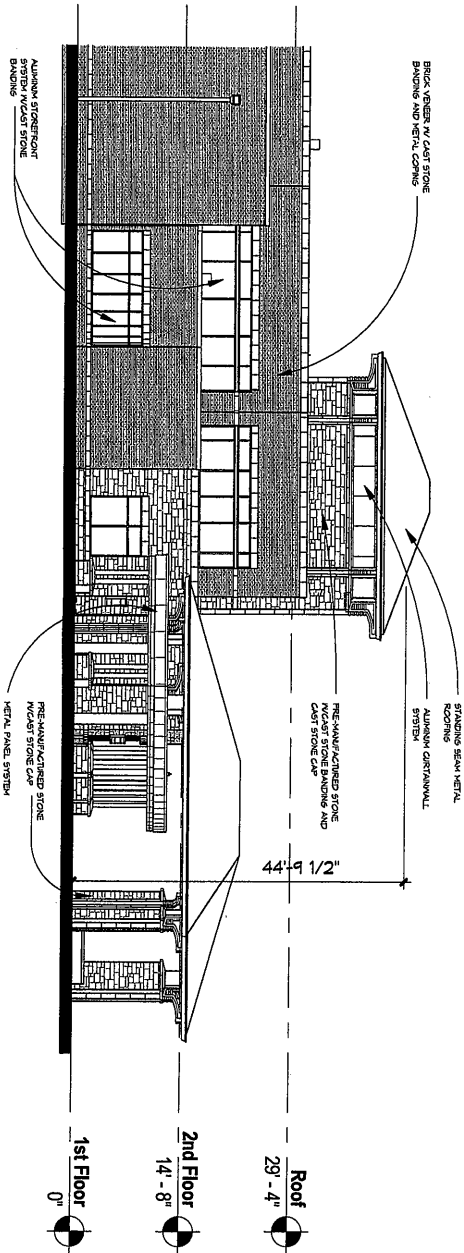 BRICK VENEER W/ CAST STONE
BANDING AND METAL COPING
STANDING SEAM METAL
ROOFING
ALUMINUM CURTAINWALL
SYSTEM
PRE-MANUFACTURED STONE
W/CAST STONE BANDING AND
CAST STONE CAP
44'-9 1/2"
Roof
29' - 4"
2nd Floor
14' - 8"
1st Floor
0"
ALUMINUM STOREFRONT
SYSTEM W/CAST STONE
BANDING
PRE-MANUFACTURED STONE
W/CAST STONE CAP
METAL PANEL SYSTEM